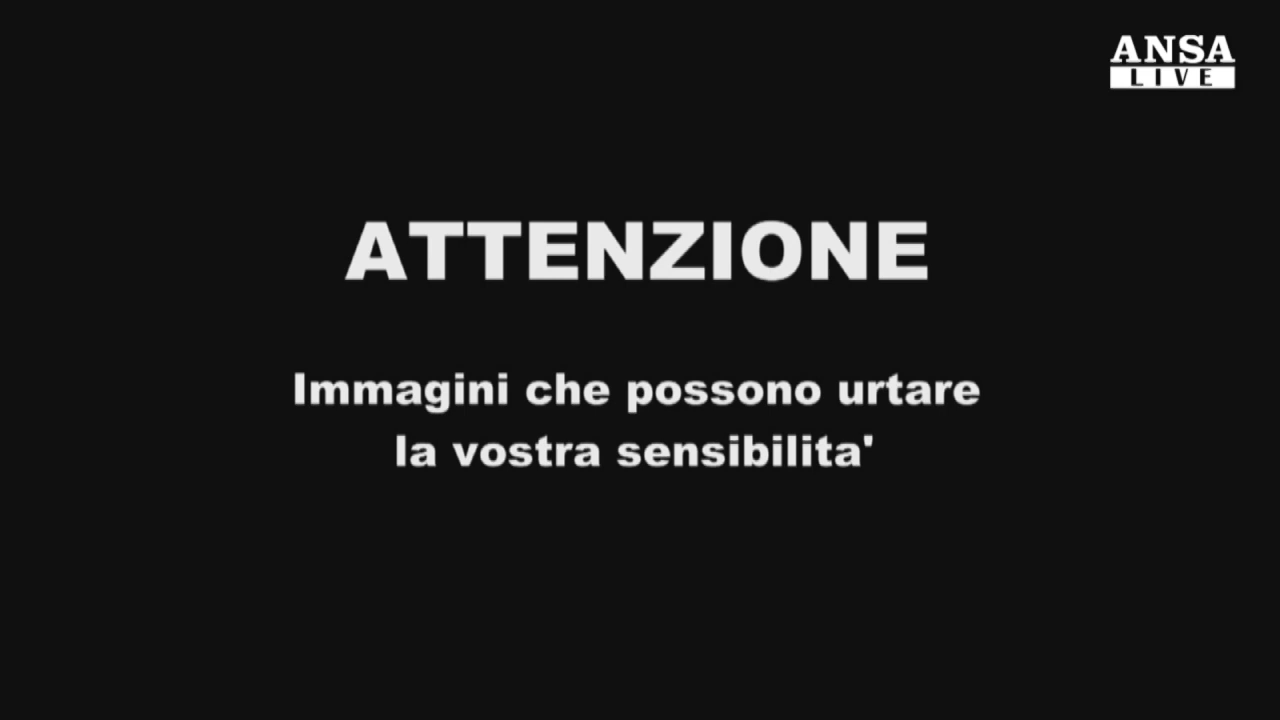 ANSA
LIVE
ATTENZIONE
Immagini che possono urtare
la vostra sensibilita'